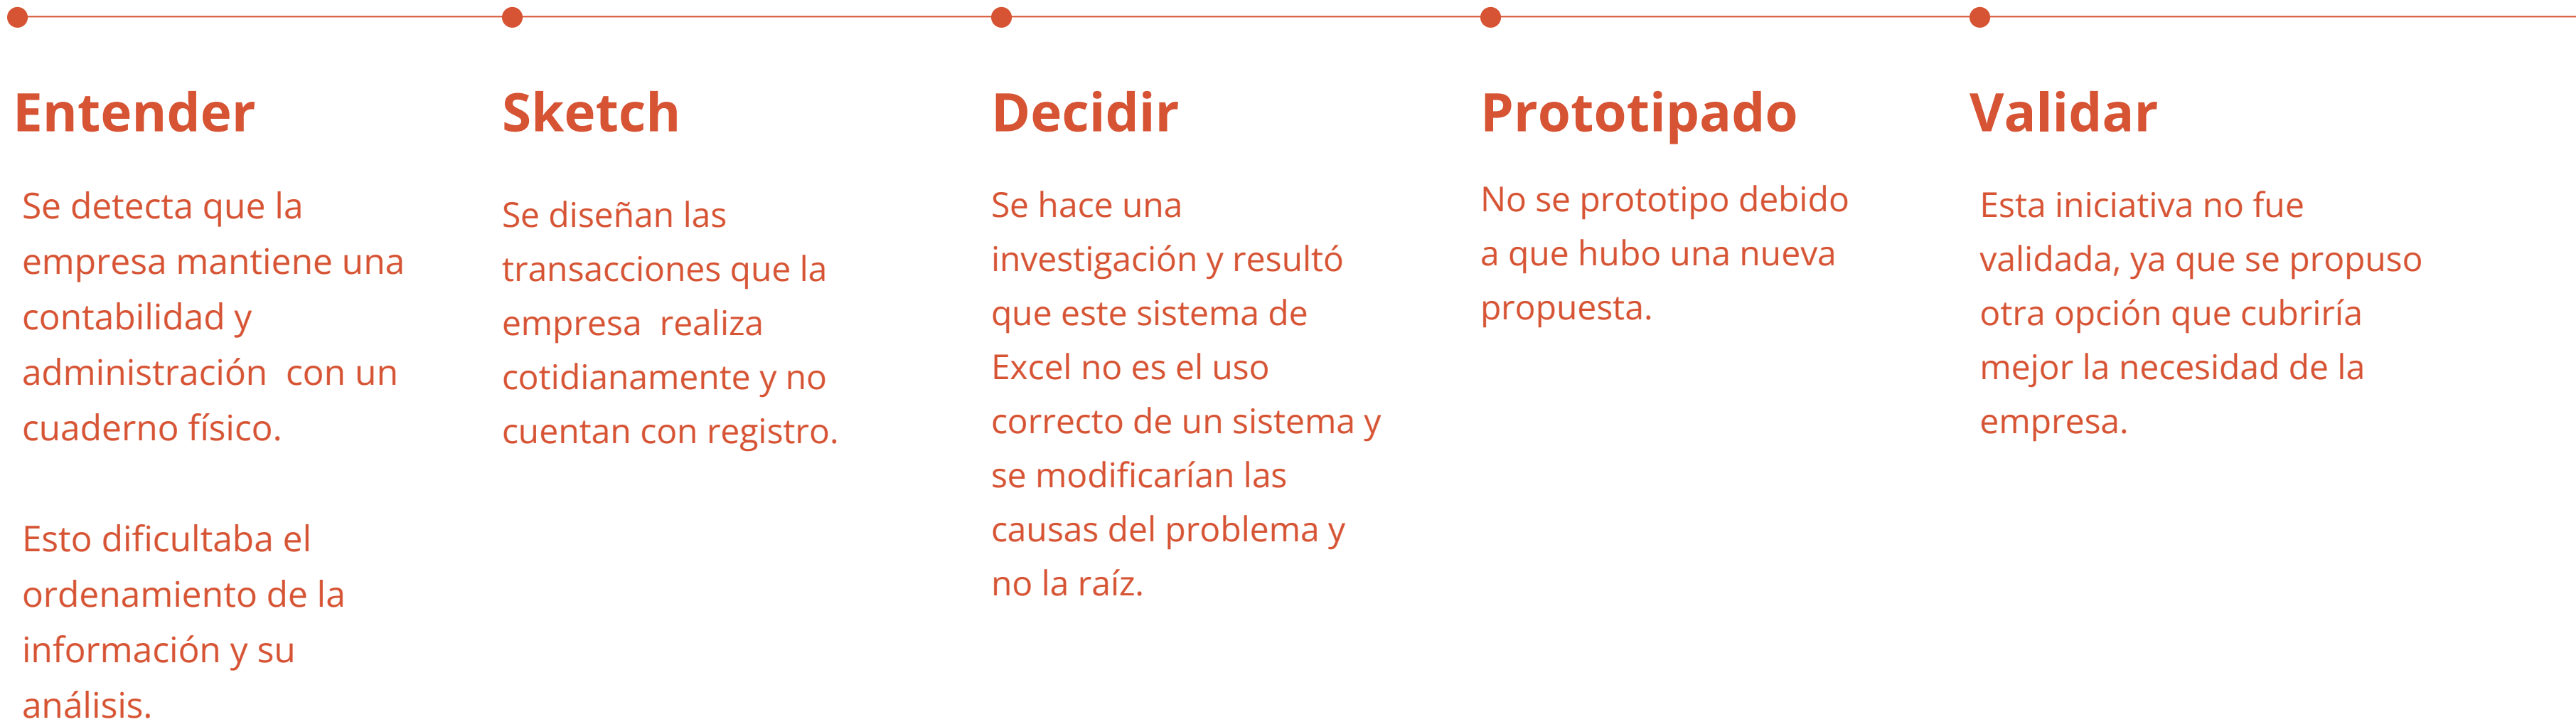 Entender
Se detecta que la
empresa mantiene una
contabilidad y
administración  con un
cuaderno físico.
Esto dificultaba el
ordenamiento de la
información y su
análisis.
Sketch
Se diseñan las
transacciones que la
empresa  realiza
cotidianamente y no
cuentan con registro.
Decidir
Se hace una
investigación y resultó
que este sistema de
Excel no es el uso
correcto de un sistema y
se modificarían las
causas del problema y
no la raíz.
Prototipado
No se prototipo debido
a que hubo una nueva
propuesta.
Validar
Esta iniciativa no fue
validada, ya que se propuso
otra opción que cubriría
mejor la necesidad de la
empresa.